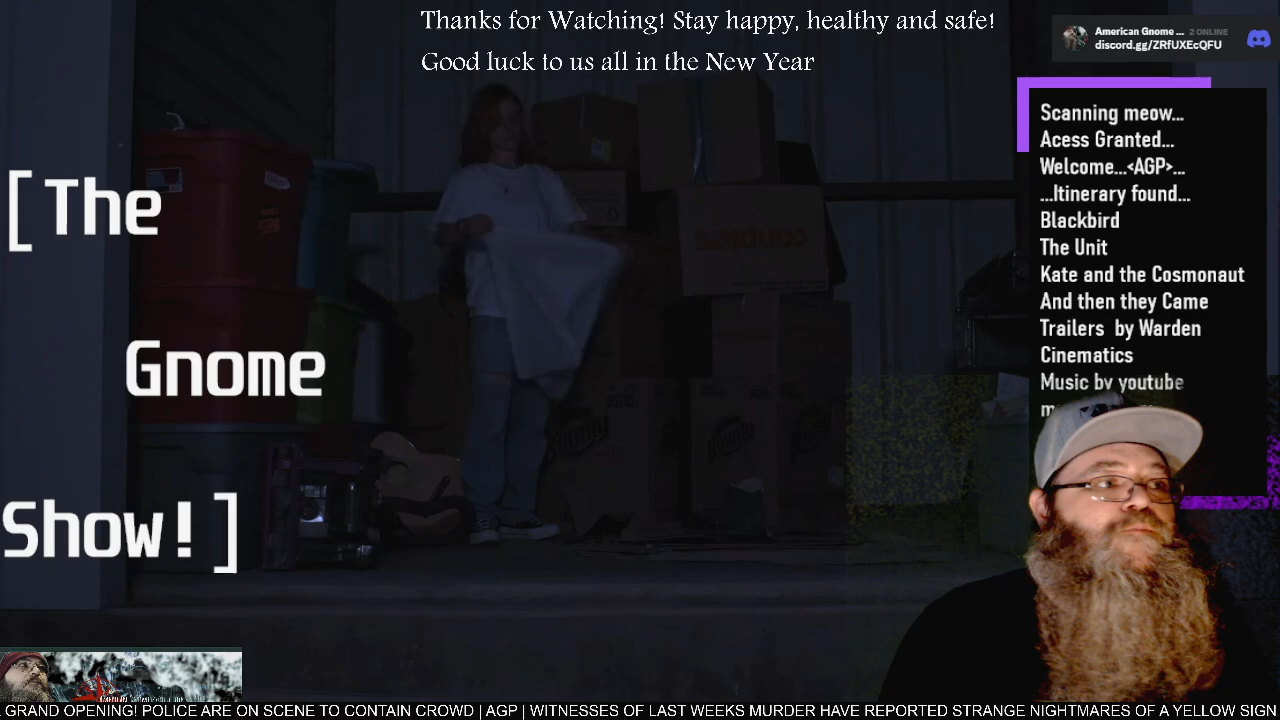 Thanks for Watching! Stay happy, healthy and safe!
Good luck to us all in the New Year
American Gnome ... 2 ONLINE
discord.gg/ZRfUXEcQFU
[The
Gnome
Show!]
Scanning meow...
Acess Granted...
Welcome...<AGP>...
...Itinerary found...
Blackbird
The Unit
Kate and the Cosmonaut
And then they Came
Trailers by Warden
Cinematics
Music by youtube
GRAND OPENING! POLICE ARE ON SCENE TO CONTAIN CROWD | AGP | WITNESSES OF LAST WEEKS MURDER HAVE REPORTED STRANGE NIGHTMARES OF A YELLOW SIGN